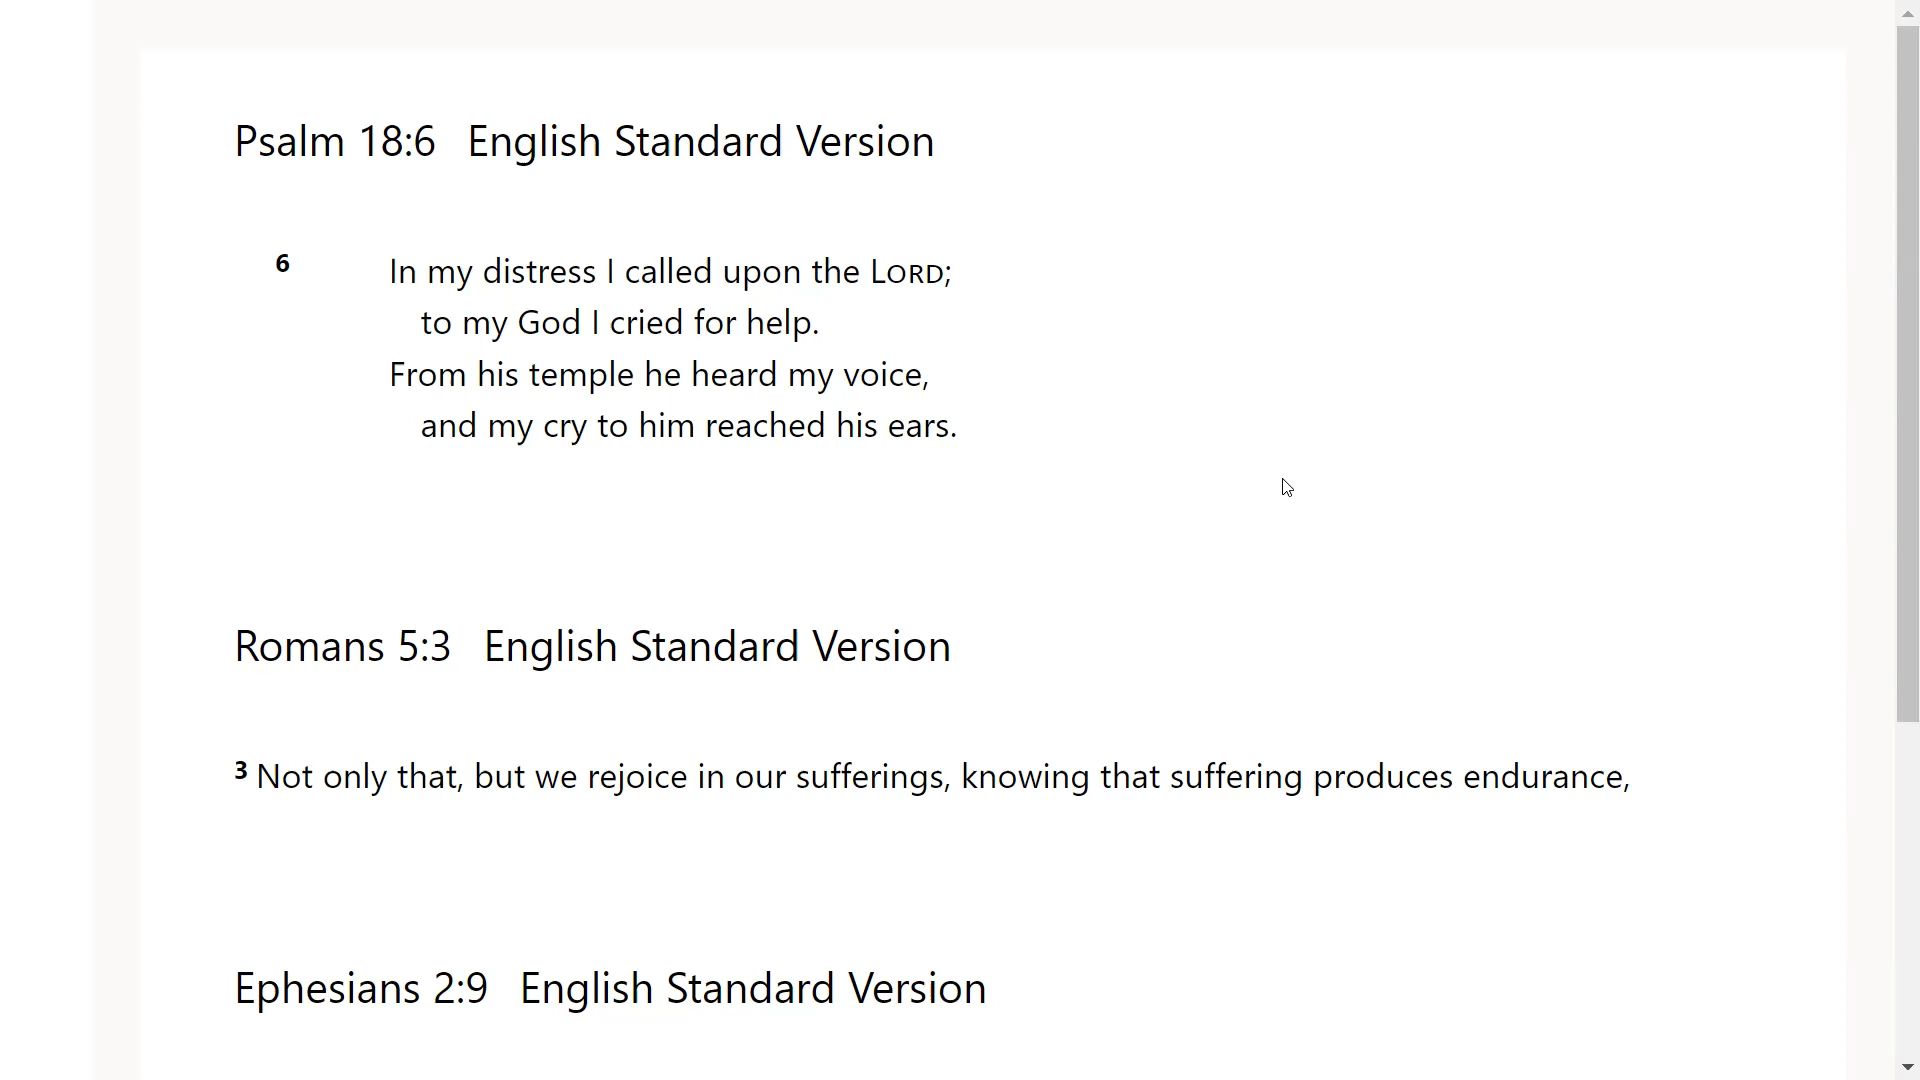 Psalm 18:6 English Standard Version
6 In my distress I called upon the LORD;
to my God I cried for help.
From his temple he heard my voice,
and my cry to him reached his ears.
Romans 5:3 English Standard Version
3 Not only that, but we rejoice in our sufferings, knowing that suffering produces endurance,
Ephesians 2:9 English Standard Version